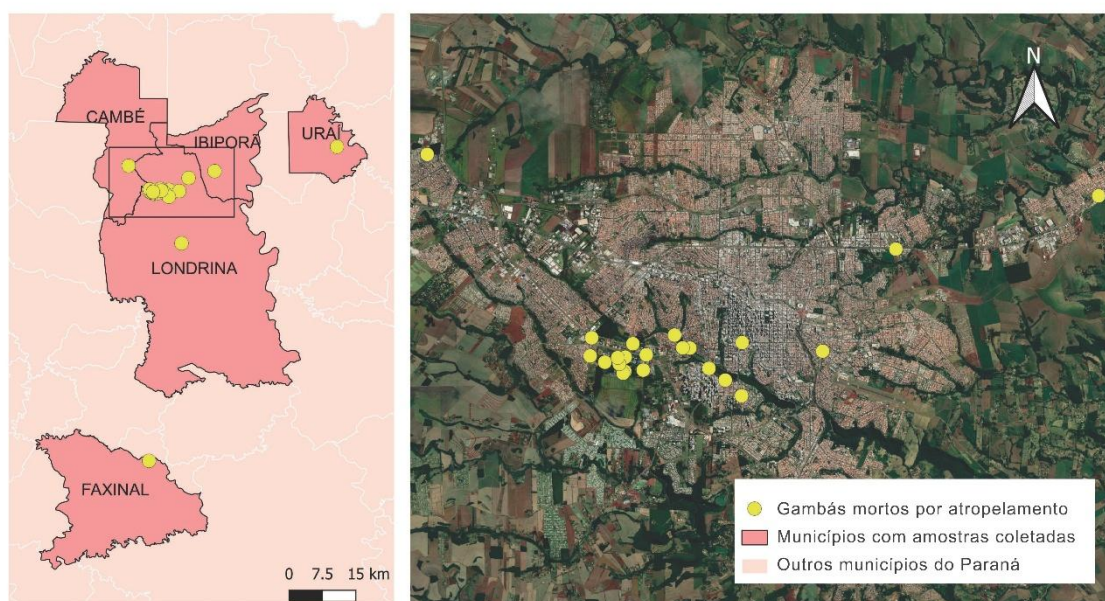 CAMBÉ
IBIPORÃ
URAÍ
LONDRINA
FAXINAL
0 7.5 15 km
N
Gambás mortos por atropelamento
Municípios com amostras coletadas
Outros municípios do Paraná